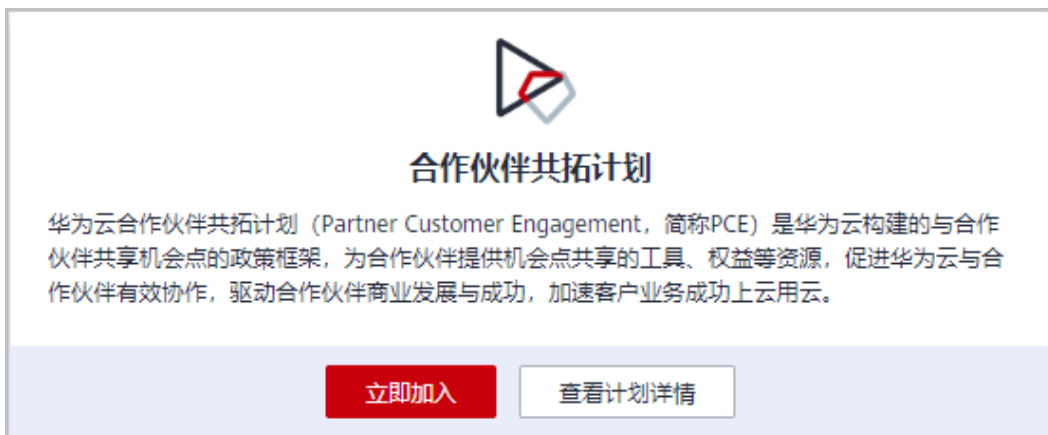 合作伙伴共拓计划
华为云合作伙伴共拓计划（Partner Customer Engagement，简称PCE）是华为云构建的与合作
伙伴共享机会点的政策框架，为合作伙伴提供机会点共享的工具、权益等资源，促进华为云与合
作伙伴有效协作，驱动合作伙伴商业发展与成功，加速客户业务成功上云用云。
立即加入
查看计划详情